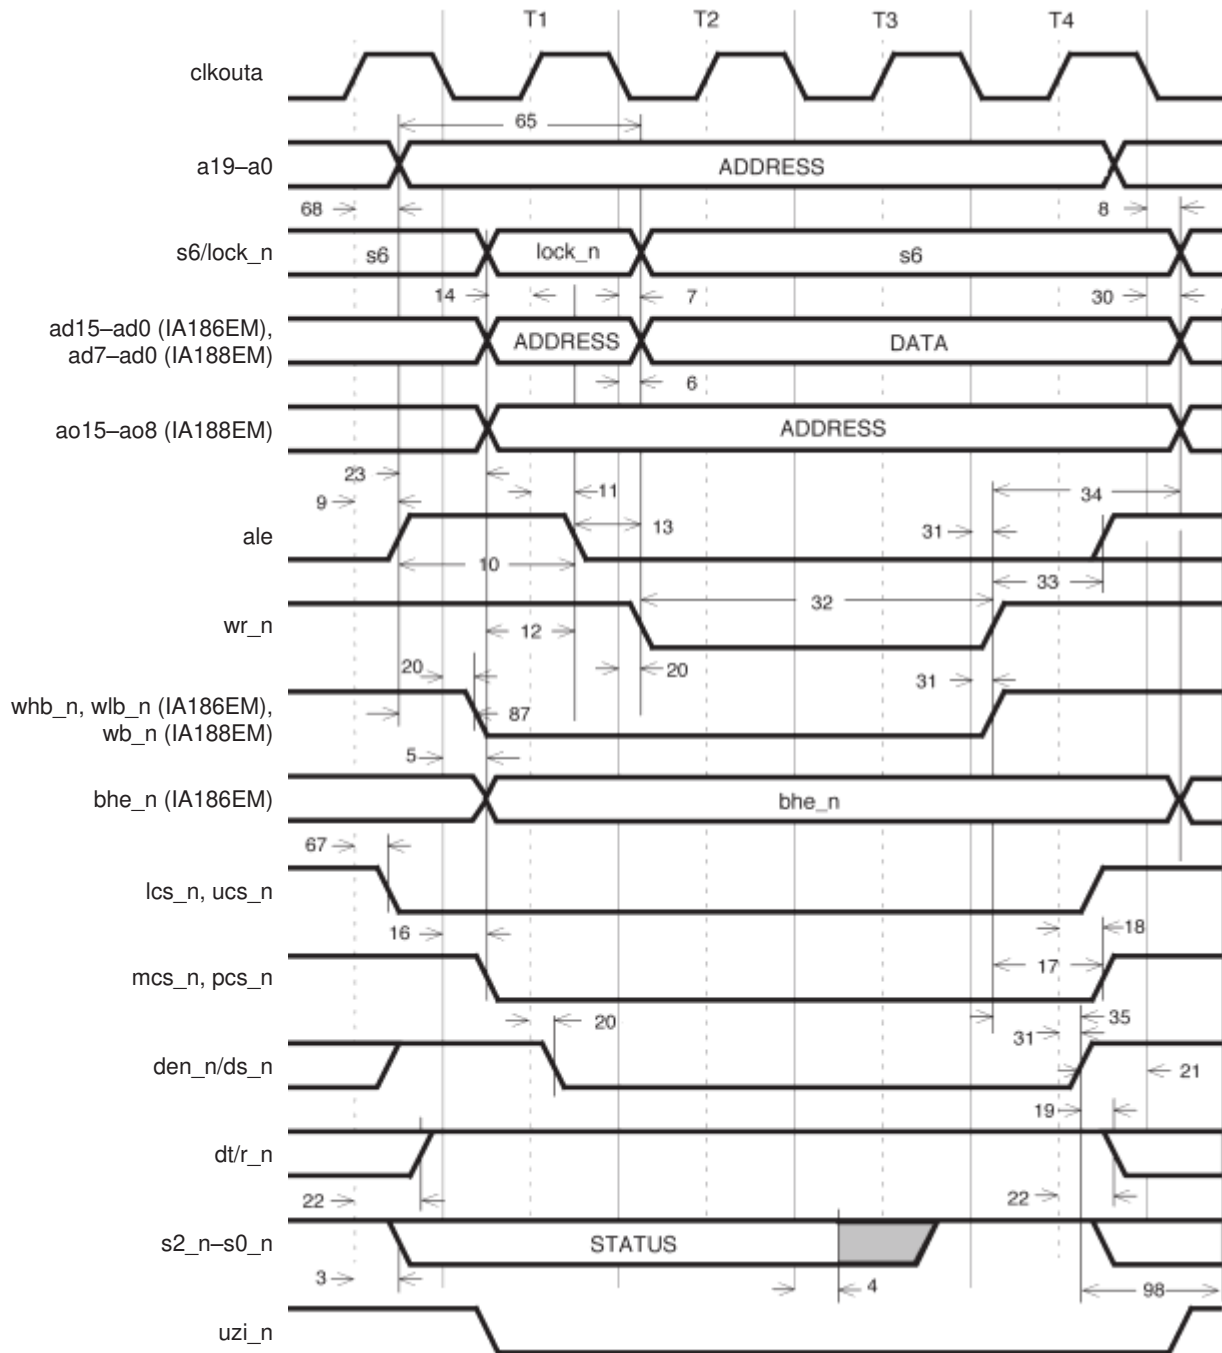 T1 T2 T3 T4
clkouta
65
a19–a0 ADDRESS
68 8
s6/lock_n s6 lock_n s6
14 7 30
ad15–ad0 (IA186EM),
ad7–ad0 (IA188EM) ADDRESS DATA
6
ao15–ao8 (IA188EM) ADDRESS
23
9 11 34
ale 13 31
10 33
32
wr_n 12
20 20 31
whb_n, wlb_n (IA186EM),
wb_n (IA188EM) 87
5
bhe_n (IA186EM) bhe_n
67
lcs_n, ucs_n
16 18
mcs_n, pcs_n 17
20 35
31
den_n/ds_n 21
19
dt/r_n
22 22
s2_n–s0_n STATUS
3 4 98
uzi_n